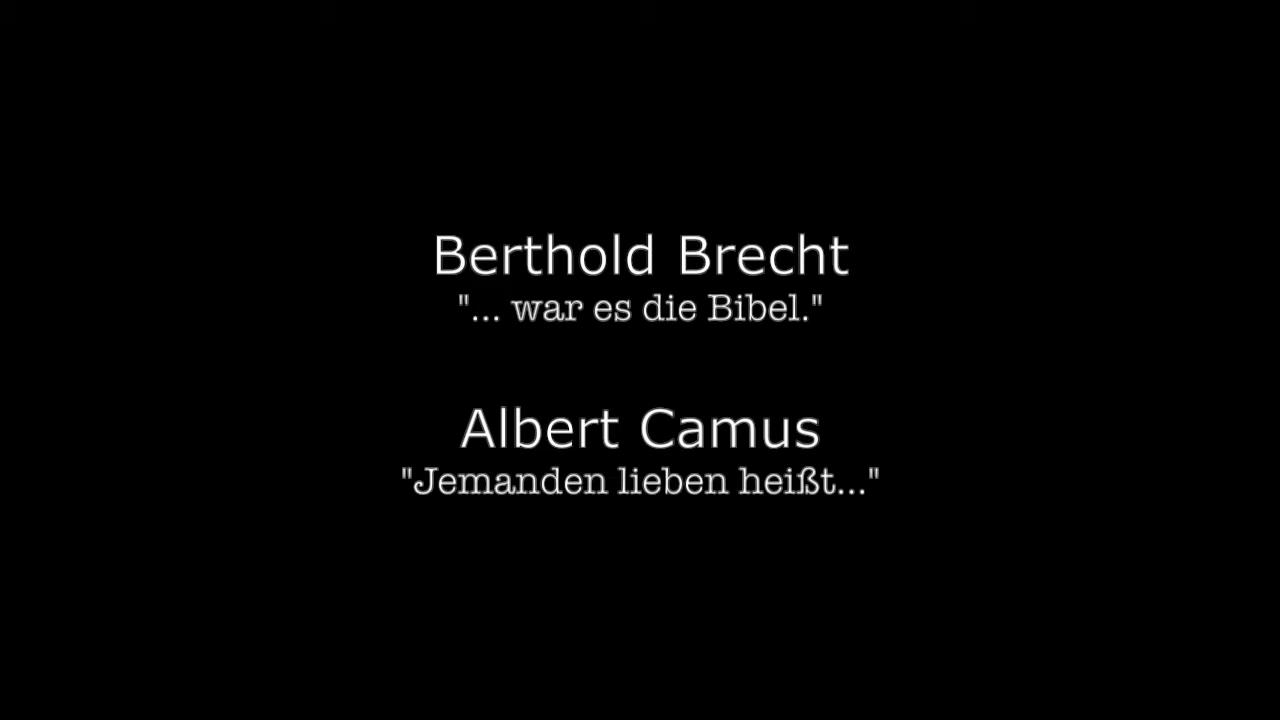 Berthold Brecht
"... war es die Bibel."
Albert Camus
"Jemanden lieben heißt..."